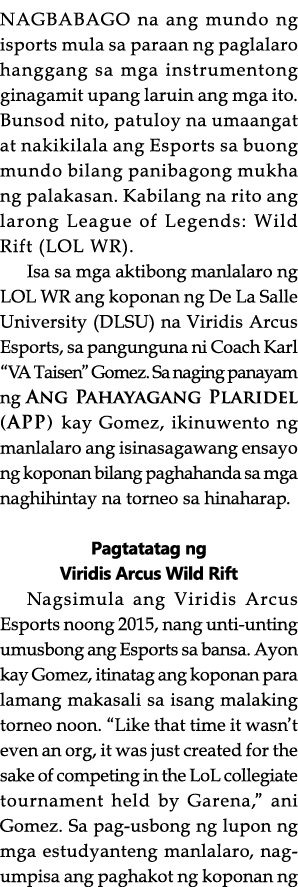 NAGBABAGO na ang mundo ng
isports mula sa paraan ng paglalaro
hanggang sa mga instrumentong
ginagamit upang laruin ang mga ito.
Bunsod nito, patuloy na umaangat
at nakikilala ang Esports sa buong
mundo bilang panibagong mukha
ng palakasan. Kabilang na rito ang
larong League of Legends: Wild
Rift (LOL WR).
Isa sa mga aktibong manlalaro ng
LOL WR ang koponan ng De La Salle
University (DLSU) na Viridis Arcus
Esports, sa pangunguna ni Coach Karl
“VA Taisen” Gomez. Sa naging panayam
ng ANG PAHAYAGANG PLARIDEL
(APP) kay Gomez, ikinuwento ng
manlalaro ang isinasagawang ensayo
ng koponan bilang paghahanda sa mga
naghihintay na torneo sa hinaharap.
Pagtatatag ng
Viridis Arcus Wild Rift
Nagsimula ang Viridis Arcus
Esports noong 2015, nang unti-unting
umusbong ang Esports sa bansa. Ayon
kay Gomez, itinatag ang koponan para
lamang makasali sa isang malaking
torneo noon. “Like that time it wasn’t
even an org, it was just created for the
sake of competing in the LoL collegiate
tournament held by Garena,” ani
Gomez. Sa pag-usbong ng lupon ng
mga estudyanteng manlalaro, nag-
umpisa ang paghakot ng koponan ng